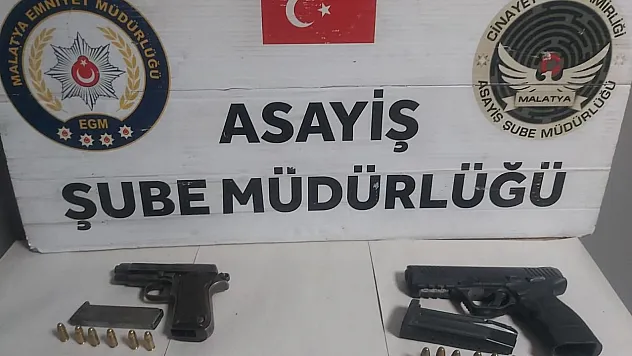 MALATYA EMNİYET MÜDÜRLÜĞÜ
EGM
CİNAYET
MALATYA
ASAYİŞ ŞUBE MÜDÜRLÜĞÜ
ASAYİŞ
ŞUBE MÜDÜRLÜĞÜ